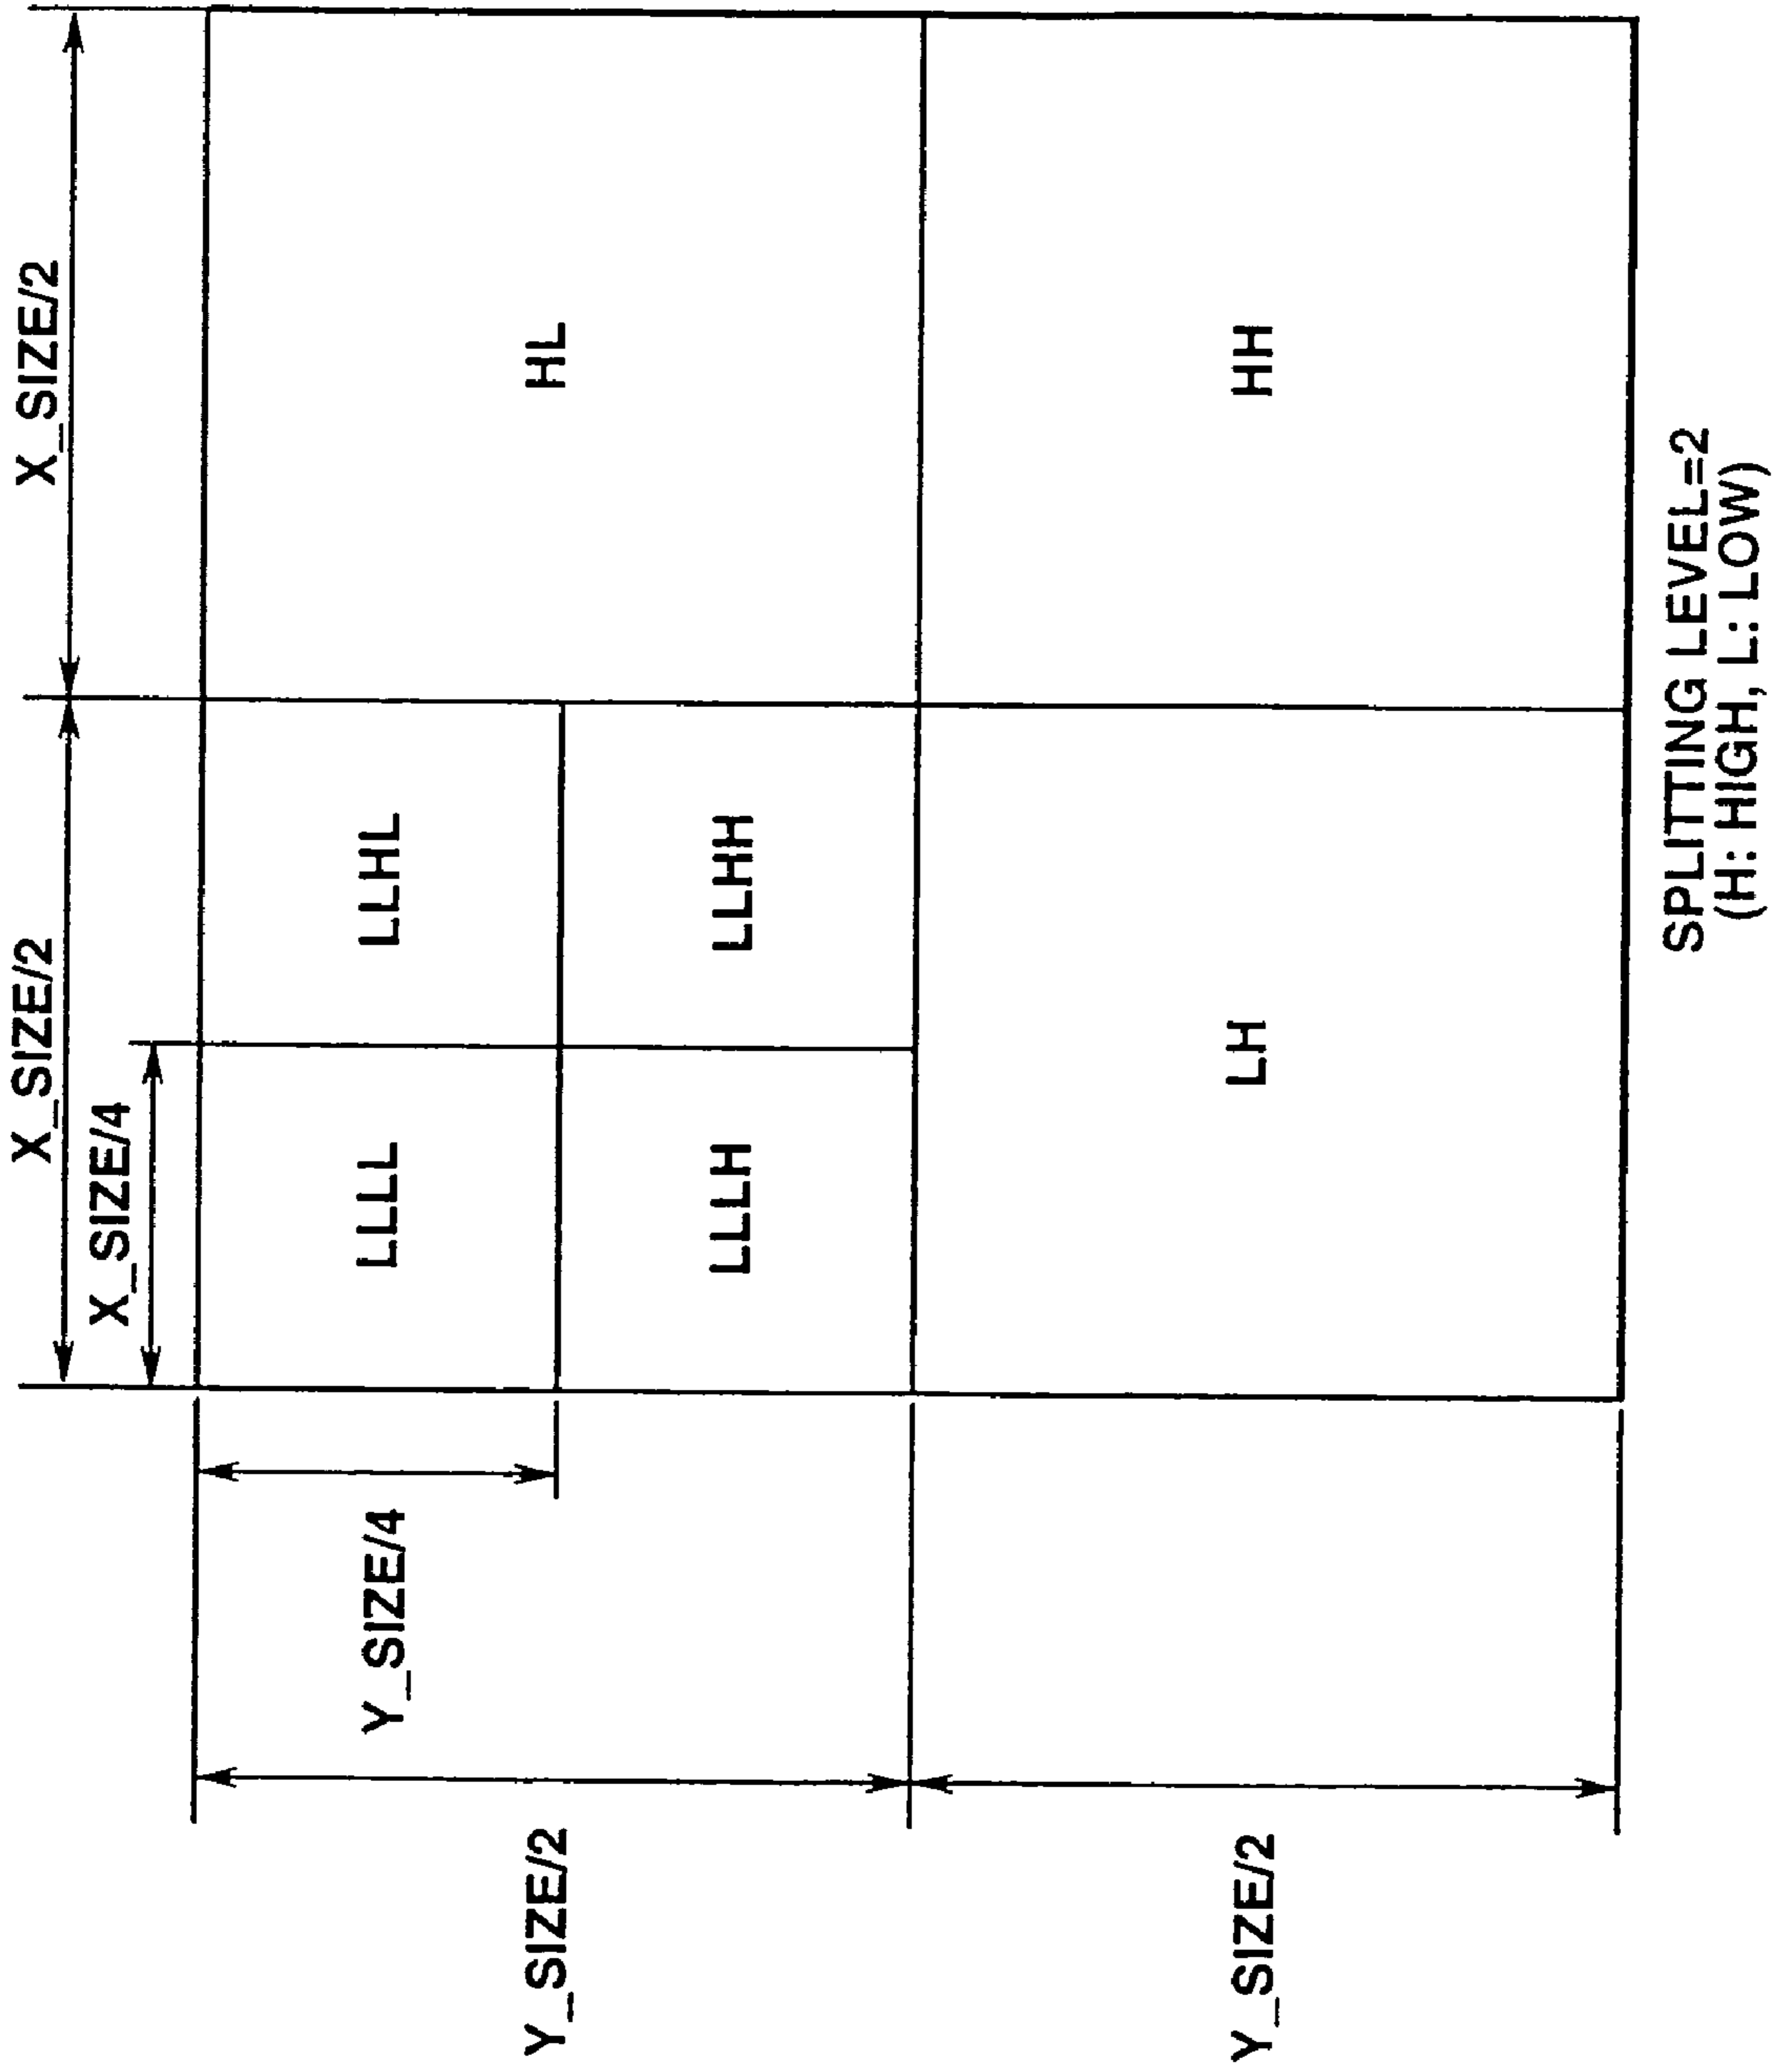 X_SIZE/2
X_SIZE/2
X_SIZE/4
Y_SIZE/4
Y_SIZE/2
Y_SIZE/2
LLLL
LLHL
HL
LLLH
LLHH
LH
HH
SPLITTING LEVEL=2
(H: HIGH, L: LOW)